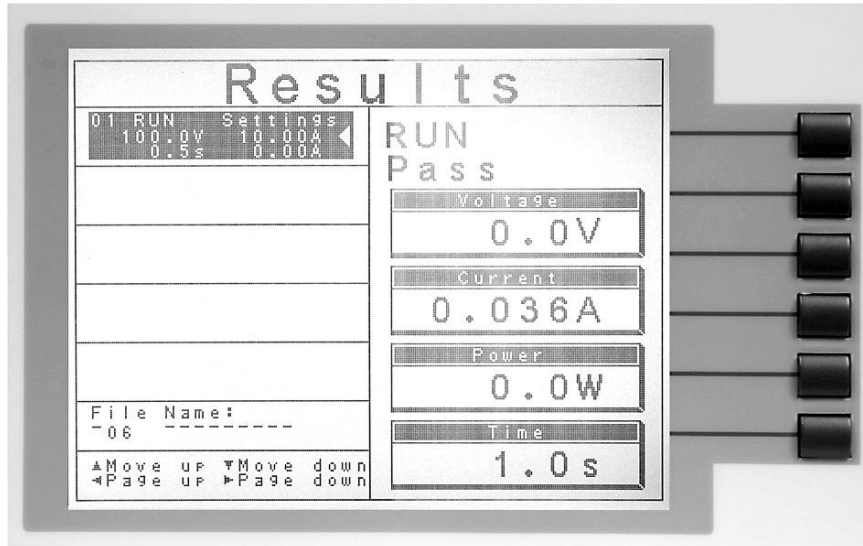 Results
01 RUN Settings
100.0V 10.00A ◀
0.5s 0.00A
File Name:
-06 ---------
▲Move up ▼Move down
◀Page up ▶Page down
RUN
Pass
Voltage
0.0V
Current
0.036A
Power
0.0W
Time
1.0s